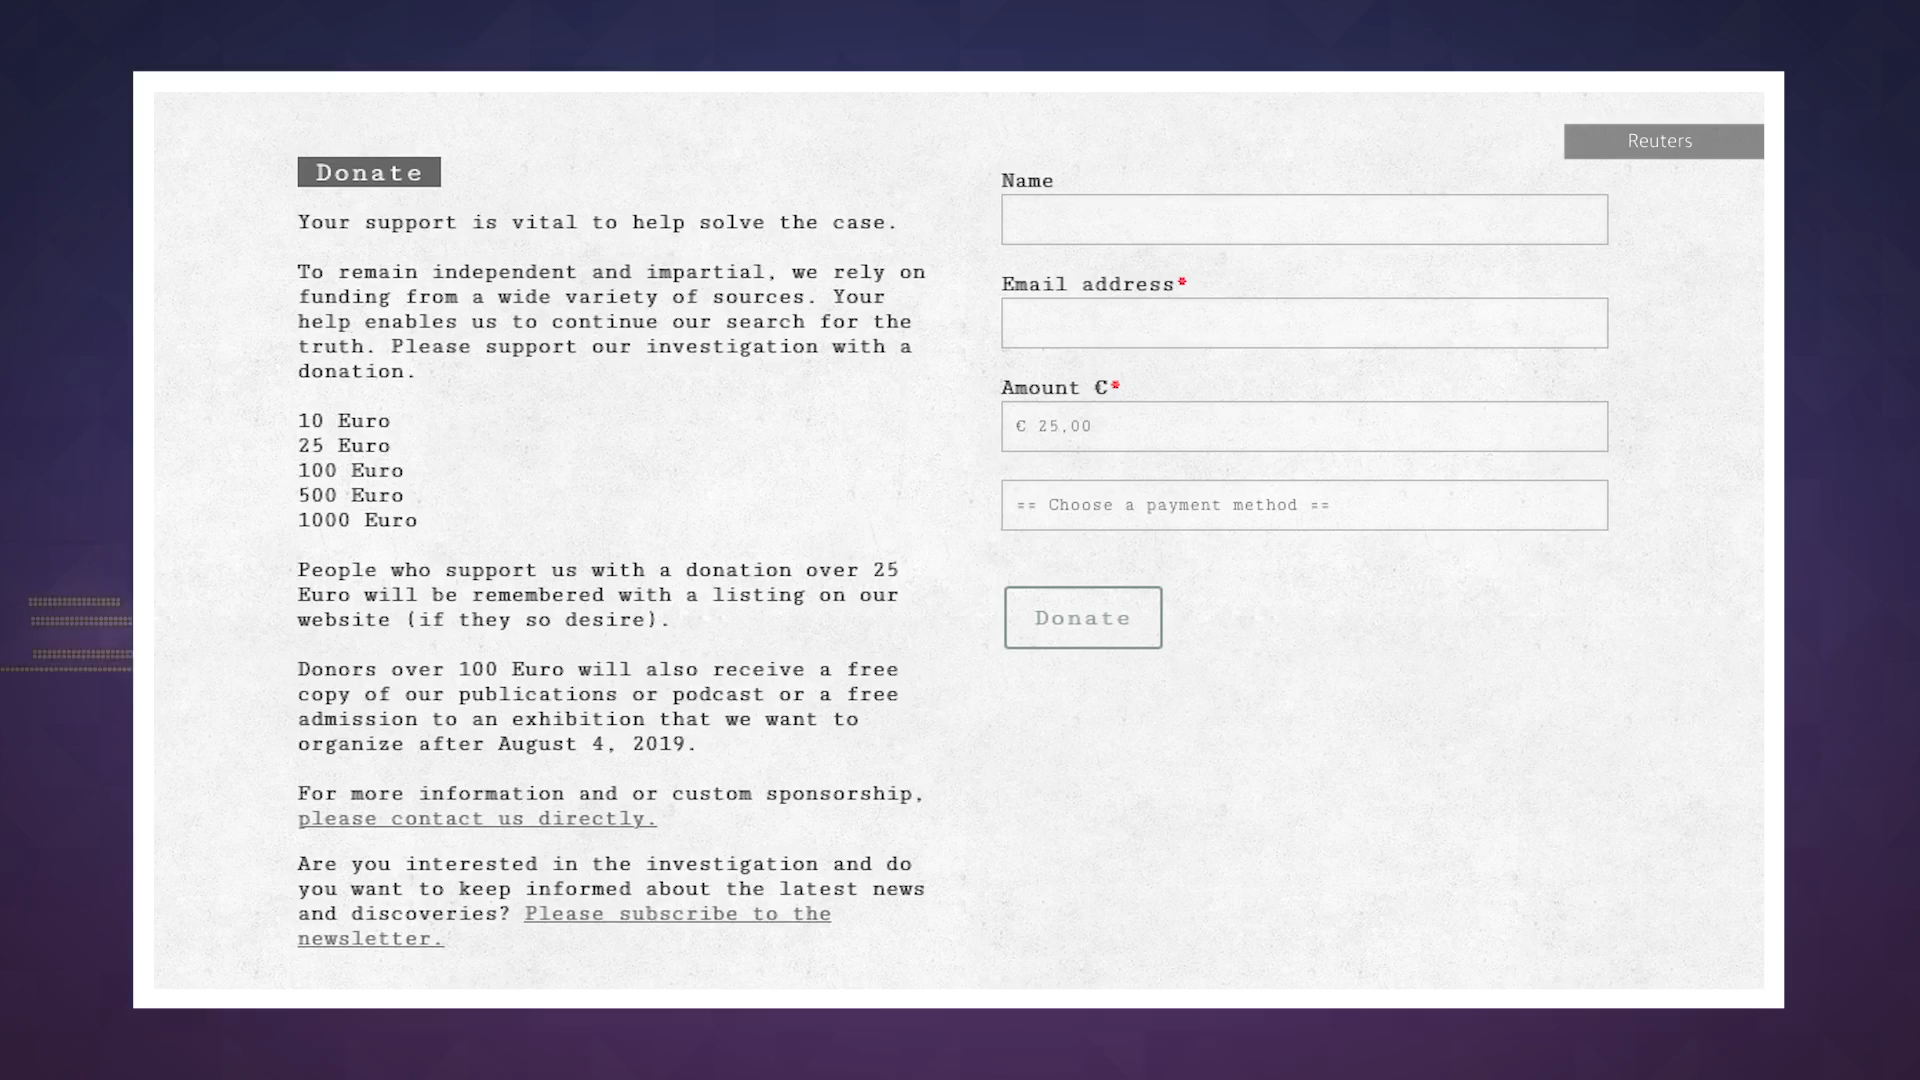 Reuters
Donate
Your support is vital to help solve the case.
To remain independent and impartial, we rely on
funding from a wide variety of sources. Your
help enables us to continue our search for the
truth. Please support our investigation with a
donation.
10 Euro
25 Euro
100 Euro
500 Euro
1000 Euro
People who support us with a donation over 25
Euro will be remembered with a listing on our
website (if they so desire).
Donors over 100 Euro will also receive a free
copy of our publications or podcast or a free
admission to an exhibition that we want to
organize after August 4, 2019.
For more information and or custom sponsorship,
please contact us directly.
Are you interested in the investigation and do
you want to keep informed about the latest news
and discoveries? Please subscribe to the
newsletter.
Name
Email address*
Amount €*
€ 25,00
== Choose a payment method ==
Donate